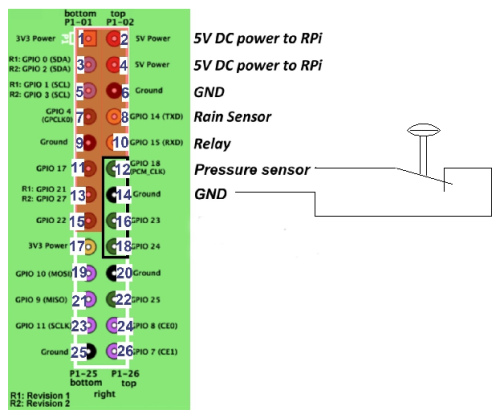 bottom top
P1-01 P1-02
3V3 Power 1 2 5V Power 5V DC power to RPi
R1: GPIO 0 (SDA)
R2: GPIO 2 (SDA) 3 4 5V Power 5V DC power to RPi
R1: GPIO 1 (SCL)
R2: GPIO 3 (SCL) 5 6 Ground GND
GPIO 4
(GPCLK0) 7 8 GPIO 14 (TXD) Rain Sensor
Ground 9 10 GPIO 15 (RXD) Relay
GPIO 17 11 12 GPIO 18
(PCM_CLK) Pressure sensor
R1: GPIO 21
R2: GPIO 27 13 14 Ground GND
GPIO 22 15 16 GPIO 23
3V3 Power 17 18 GPIO 24
GPIO 10 (MOSI) 19 20 Ground
GPIO 9 (MISO) 21 22 GPIO 25
GPIO 11 (SCLK) 23 24 GPIO 8 (CE0)
Ground 25 26 GPIO 7 (CE1)
P1-25 P1-26
bottom top
right
R1: Revision 1
R2: Revision 2